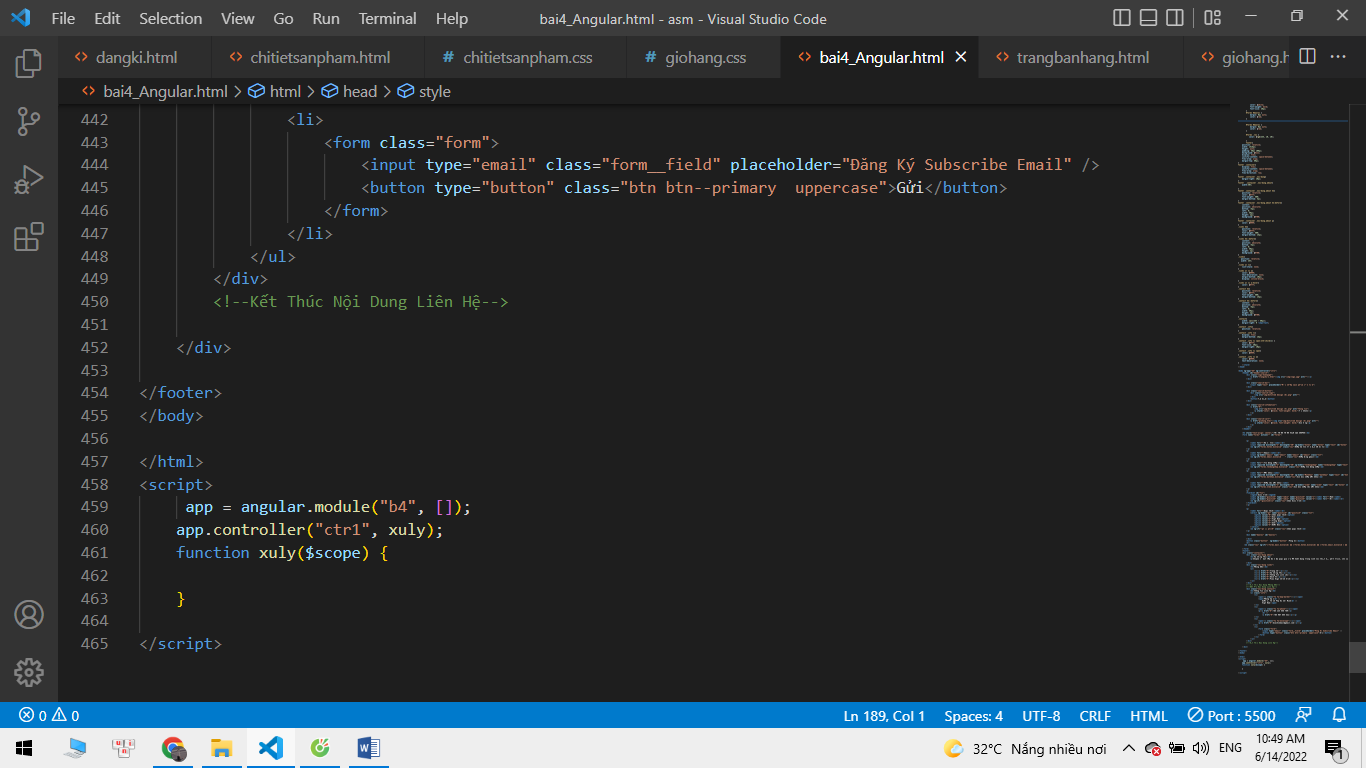 File Edit Selection View Go Run Terminal Help bai4_Angular.html - asm - Visual Studio Code
dangki.html chitietsanpham.html # chitietsanpham.css # giohang.css bai4_Angular.html trangbanhang.html giohang.h
bai4_Angular.html > html > head > style
442 <li>
443 <form class="form">
444 <input type="email" class="form__field" placeholder="Đăng Ký Subscribe Email" />
445 <button type="button" class="btn btn--primary  uppercase">Gửi</button>
446 </form>
447 </li>
448 </ul>
449 </div>
450 <!--Kết Thúc Nội Dung Liên Hệ-->
451
452 </div>
453
454 </footer>
455 </body>
456
457 </html>
458 <script>
459 app = angular.module("b4", []);
460 app.controller("ctr1", xuly);
461 function xuly($scope) {
462
463 }
464
465 </script>
0 0 Ln 189, Col 1 Spaces: 4 UTF-8 CRLF HTML Port : 5500
32°C Nắng nhiều nơi ENG 10:49 AM
6/14/2022 1